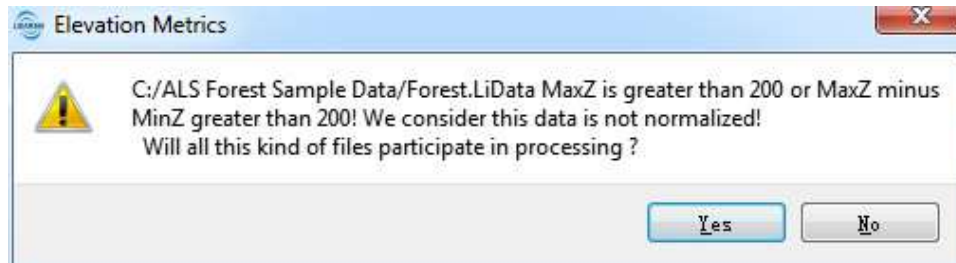 Elevation Metrics
C:/ALS Forest Sample Data/Forest.LiData MaxZ is greater than 200 or MaxZ minus
MinZ greater than 200! We consider this data is not normalized!
Will all this kind of files participate in processing ?
Yes No